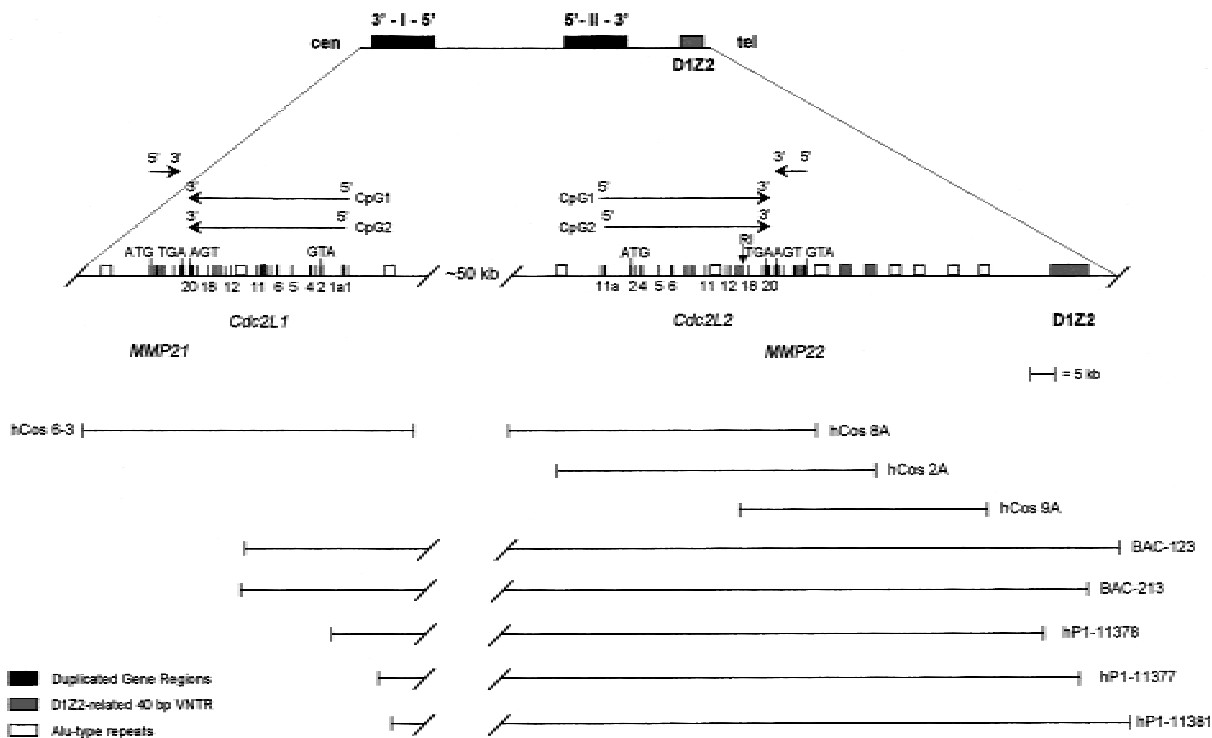 3' - I - 5' 5'- II - 3'
cen tel
D1Z2
5' 3' 3' 5'
3' 5' CpG1 CpG1 5' 3'
3' 5' CpG2 CpG2 5' 3'
RI
ATG TGA AGT GTA ATG TGA AGT GTA
~50 kb
20 18 12 11 6 5 4 2 1a1 11a 2 4 5 6 11 12 18 20
Cdc2L1 Cdc2L2 D1Z2
MMP21 MMP22
= 5 kb
hCos 6-3 hCos 8A
hCos 2A
hCos 9A
BAC-123
BAC-213
hP1-11378
Duplicated Gene Regions hP1-11377
D1Z2-related 40 bp VNTR
Alu-type repeats hP1-11381